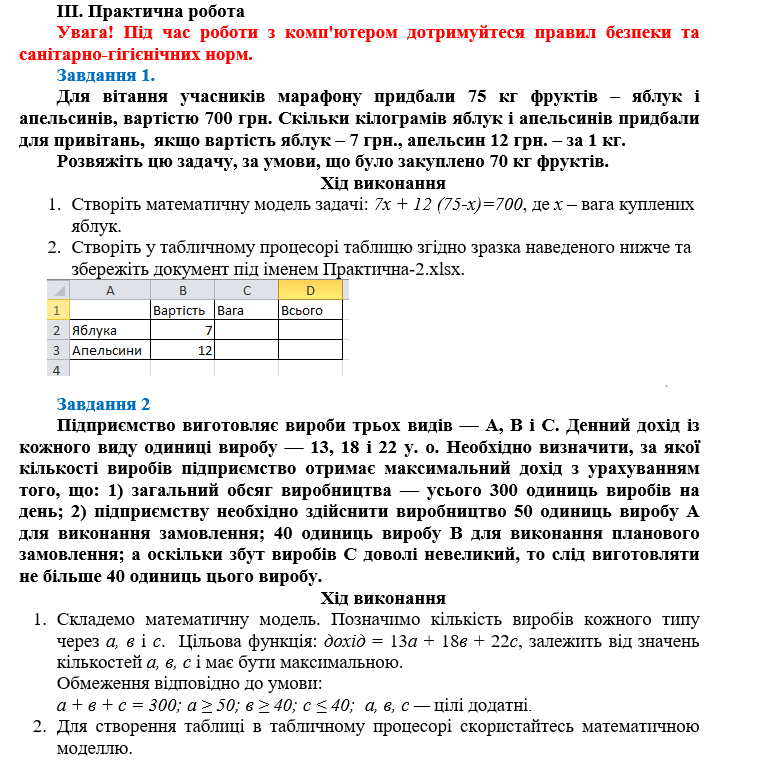 III. Практична робота
Увага! Під час роботи з комп'ютером дотримуйтеся правил безпеки та
санітарно-гігієнічних норм.
Завдання 1.
Для вітання учасників марафону придбали 75 кг фруктів – яблук і
апельсинів, вартістю 700 грн. Скільки кілограмів яблук і апельсинів придбали
для привітань, якщо вартість яблук – 7 грн., апельсин 12 грн. – за 1 кг.
Розвяжіть цю задачу, за умови, що було закуплено 70 кг фруктів.
Хід виконання
1. Створіть математичну модель задачі: 7х + 12 (75-х)=700, де х – вага куплених
яблук.
2. Створіть у табличному процесорі таблицю згідно зразка наведеного нижче та
збережіть документ під іменем Практична-2.xlsx.
A B C D
1 Вартість Вага Всього
2 Яблука 7
3 Апельсини 12
4
Завдання 2
Підприємство виготовляє вироби трьох видів — А, В і С. Денний дохід із
кожного виду одиниці виробу — 13, 18 і 22 у. о. Необхідно визначити, за якої
кількості виробів підприємство отримає максимальний дохід з урахуванням
того, що: 1) загальний обсяг виробництва — усього 300 одиниць виробів на
день; 2) підприємству необхідно здійснити виробництво 50 одиниць виробу А
для виконання замовлення; 40 одиниць виробу В для виконання планового
замовлення; а оскільки збут виробів С доволі невеликий, то слід виготовляти
не більше 40 одиниць цього виробу.
Хід виконання
1. Складемо математичну модель. Позначимо кількість виробів кожного типу
через а, в і с. Цільова функція: дохід = 13а + 18в + 22с, залежить від значень
кількостей а, в, с і має бути максимальною.
Обмеження відповідно до умови:
а + в + с = 300; а ≥ 50; в ≥ 40; с ≤ 40; а, в, с — цілі додатні.
2. Для створення таблиці в табличному процесорі скористайтесь математичною
моделлю.